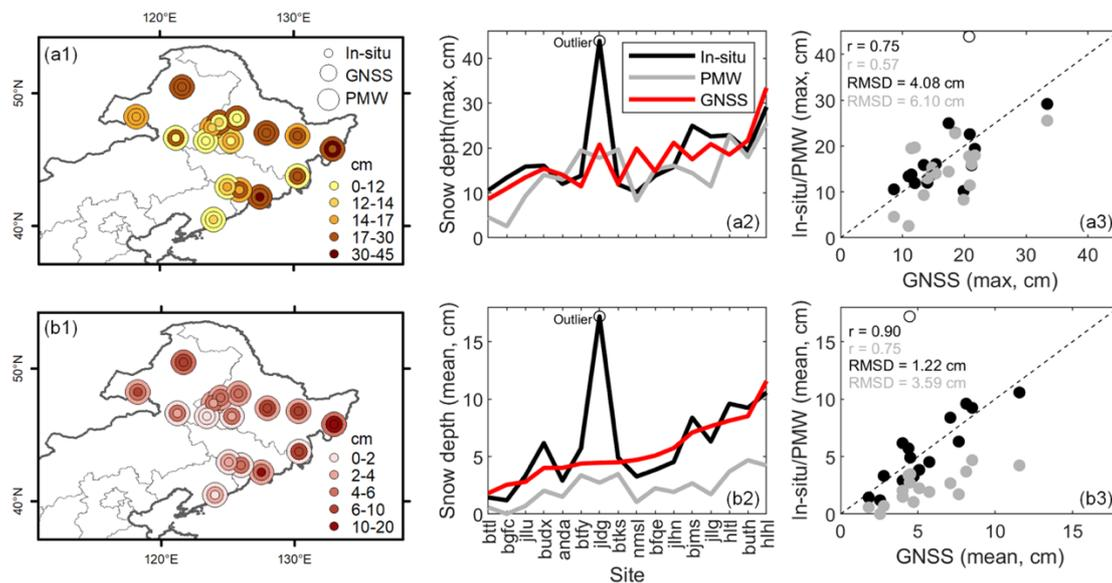 120°E
130°E
(a1)
In-situ
GNSS
PMW
50°N
40°N
cm
0-12
12-14
14-17
17-30
30-45
Snow depth(max, cm)
40
30
20
10
0
Outlier
In-situ
PMW
GNSS
(a2)
In-situ/PMW (max, cm)
40
30
20
10
0
r = 0.75
r = 0.57
RMSD = 4.08 cm
RMSD = 6.10 cm
(a3)
0
10
20
30
40
GNSS (max, cm)
(b1)
50°N
40°N
cm
0-2
2-4
4-6
6-10
10-20
120°E
130°E
Snow depth (mean, cm)
15
10
5
0
Outlier
(b2)
bttl
bgfc
jilu
budx
anda
btfy
jldg
btks
nmsl
bfqe
jlhn
bjms
jllg
hltl
buth
hlhl
Site
In-situ/PMW (mean, cm)
15
10
5
0
r = 0.90
r = 0.75
RMSD = 1.22 cm
RMSD = 3.59 cm
(b3)
0
5
10
15
GNSS (mean, cm)